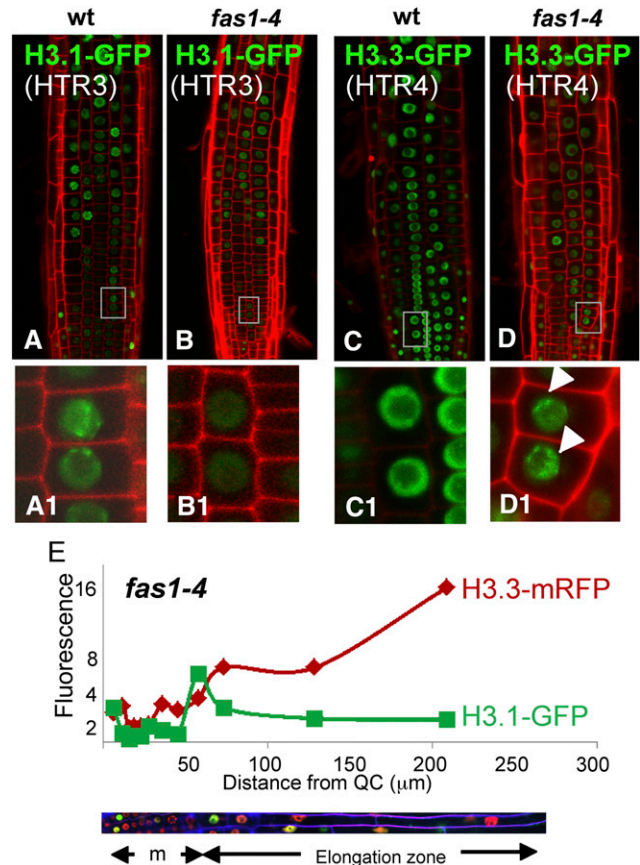 wt fas1-4 wt fas1-4
H3.1-GFP H3.1-GFP H3.3-GFP H3.3-GFP
(HTR3) (HTR3) (HTR4) (HTR4)
A B C D
A1 B1 C1 D1
E
fas1-4
Fluorescence
16
8
4
2
H3.3-mRFP
H3.1-GFP
50 100 150 200 250 300
Distance from QC (μm)
m Elongation zone